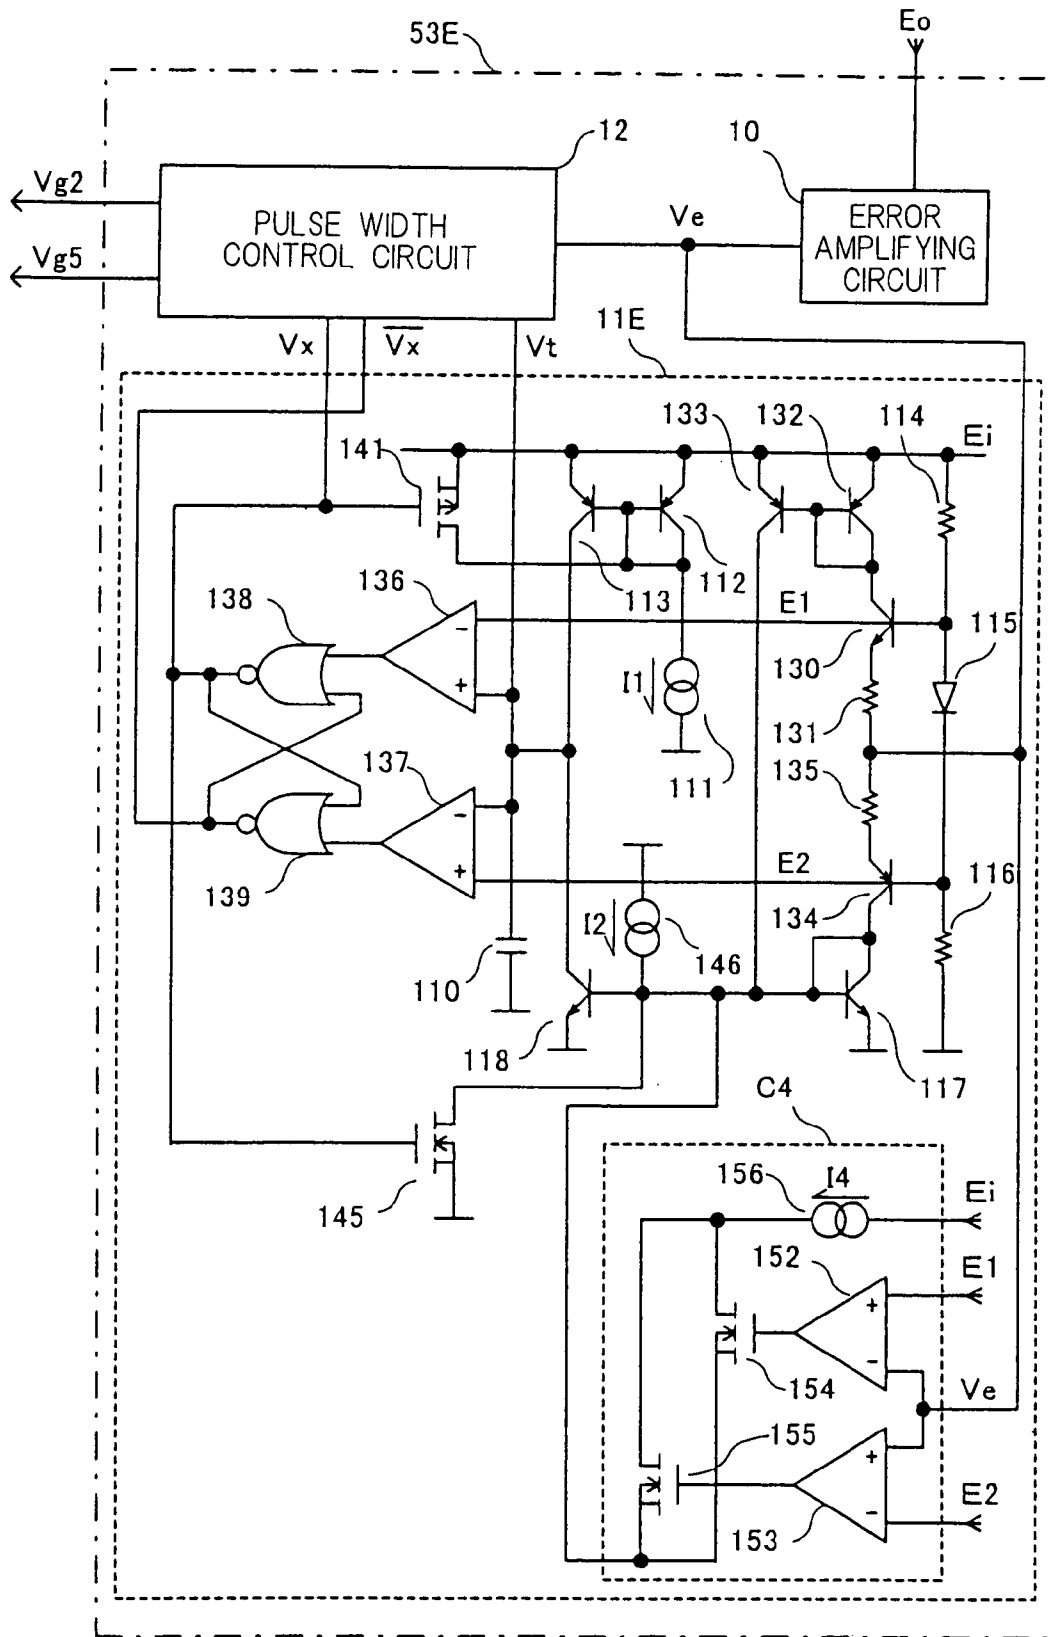 53E
Eo
12
10
Vg2
Vg5
PULSE WIDTH
CONTROL CIRCUIT
Ve
ERROR
AMPLIFYING
CIRCUIT
11E
Vx
Vx
Vt
133
132
114
Ei
141
136
112
113
E1
115
138
I1
130
131
137
135
111
139
E2
116
I2
134
110
146
118
117
C4
145
156
I4
Ei
152
E1
154
Ve
155
E2
153